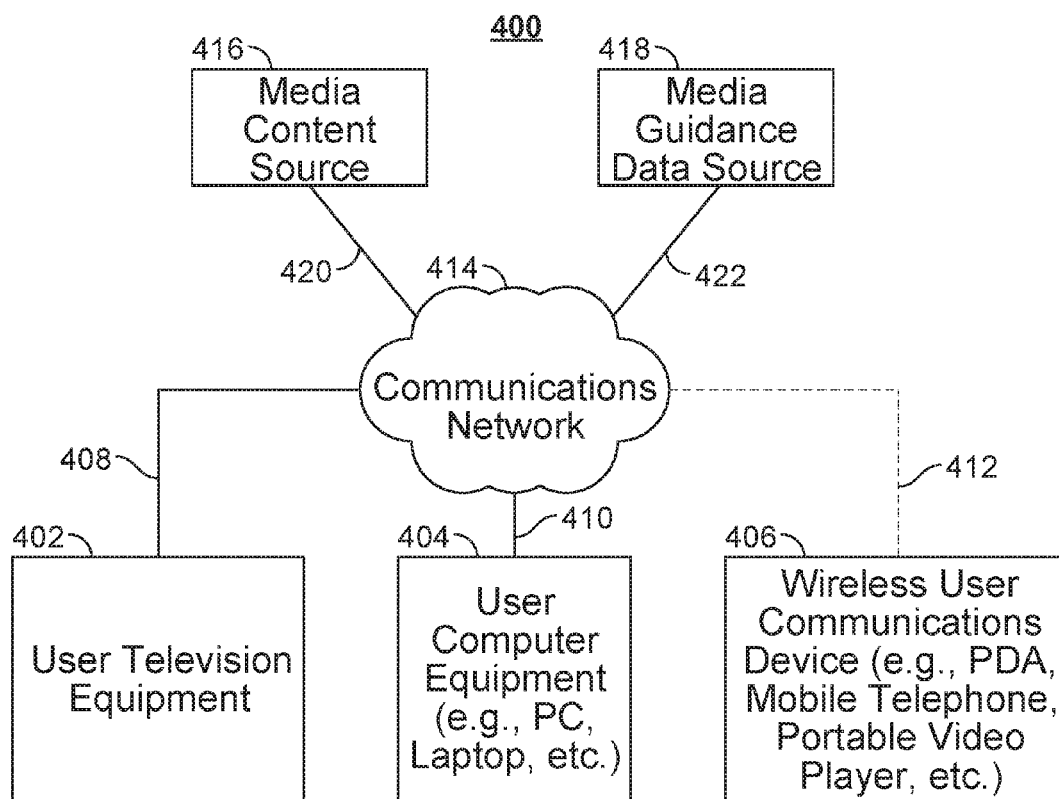 400
416
Media
Content
Source
418
Media
Guidance
Data Source
420
414
422
Communications
Network
408
410
412
402
User Television
Equipment
404
User
Computer
Equipment
(e.g., PC,
Laptop, etc.)
406
Wireless User
Communications
Device (e.g., PDA,
Mobile Telephone,
Portable Video
Player, etc.)